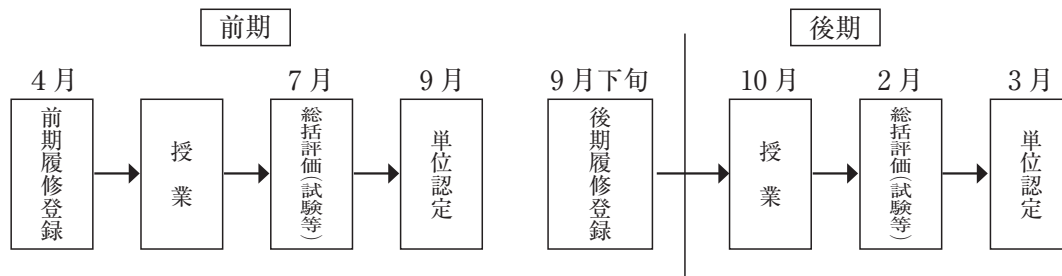 前期
4月
前期履修登録
授業
7月
総括評価(試験等)
9月
単位認定
9月下旬
後期履修登録
後期
10月
授業
2月
総括評価(試験等)
3月
単位認定